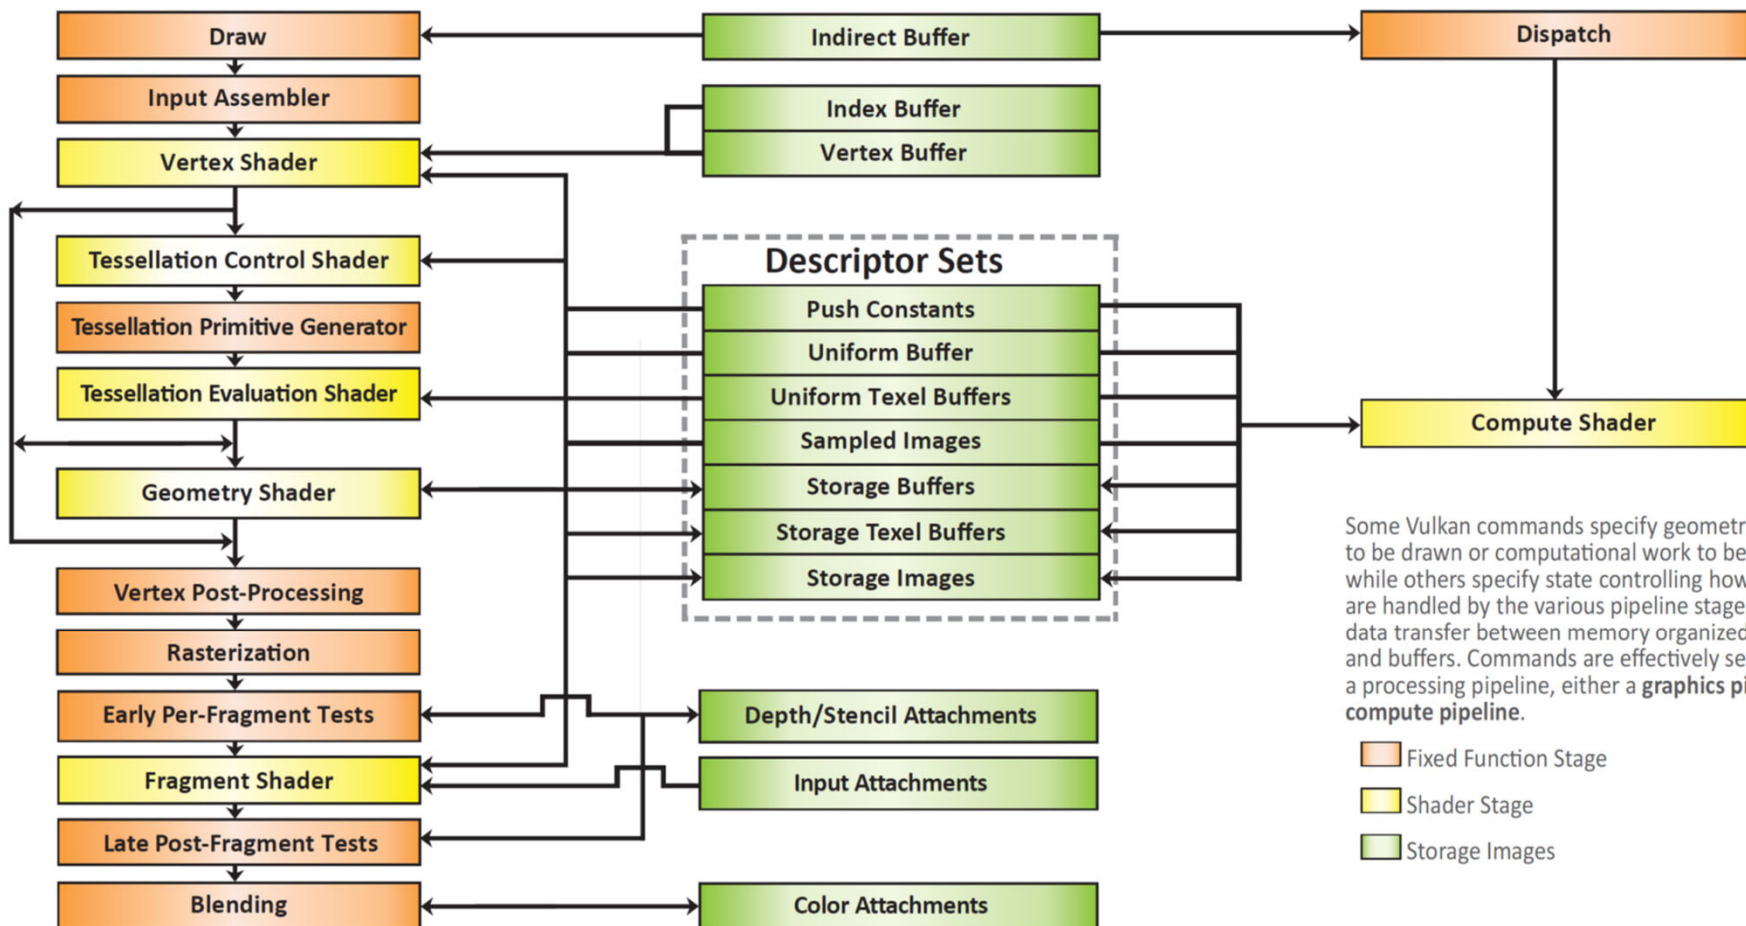 Draw
Input Assembler
Vertex Shader
Tessellation Control Shader
Tessellation Primitive Generator
Tessellation Evaluation Shader
Geometry Shader
Vertex Post-Processing
Rasterization
Early Per-Fragment Tests
Fragment Shader
Late Post-Fragment Tests
Blending
Indirect Buffer
Index Buffer
Vertex Buffer
Descriptor Sets
Push Constants
Uniform Buffer
Uniform Texel Buffers
Sampled Images
Storage Buffers
Storage Texel Buffers
Storage Images
Depth/Stencil Attachments
Input Attachments
Color Attachments
Dispatch
Compute Shader
Some Vulkan commands specify geometr
to be drawn or computational work to be
while others specify state controlling how
are handled by the various pipeline stage
data transfer between memory organized
and buffers. Commands are effectively se
a processing pipeline, either a graphics pi
compute pipeline.
Fixed Function Stage
Shader Stage
Storage Images